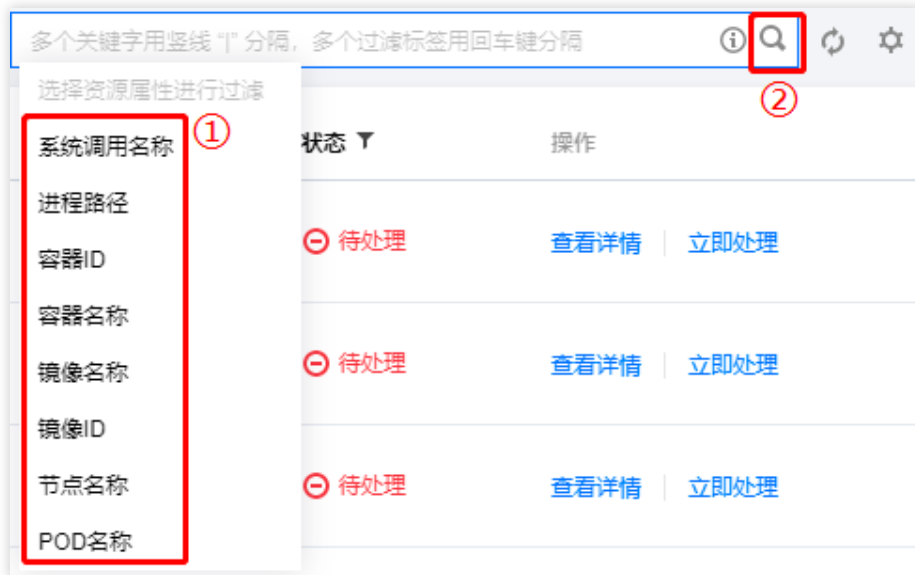 多个关键字用竖线 "|" 分隔，多个过滤标签用回车键分隔
②
选择资源属性进行过滤
①
系统调用名称
进程路径
容器ID
容器名称
镜像名称
镜像ID
节点名称
POD名称
状态 操作
待处理 查看详情 立即处理
待处理 查看详情 立即处理
待处理 查看详情 立即处理